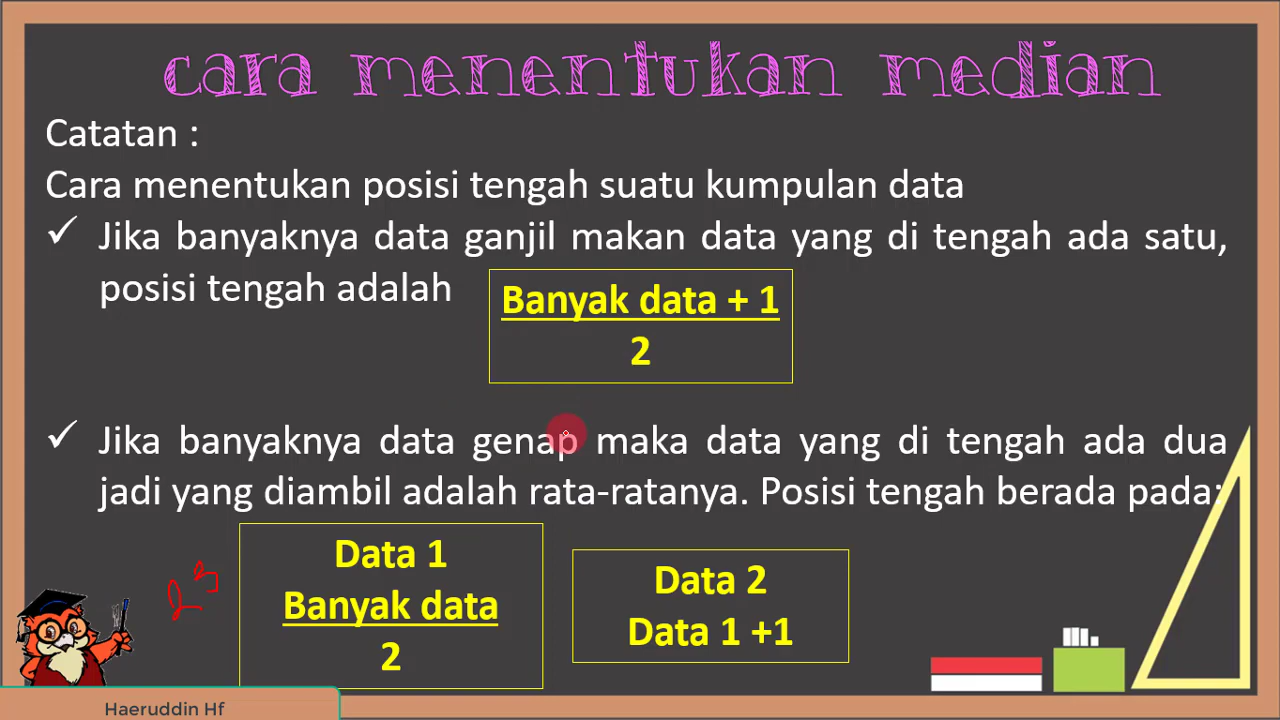 cara menentukan median
Catatan :
Cara menentukan posisi tengah suatu kumpulan data
✓ Jika banyaknya data ganjil makan data yang di tengah ada satu,
posisi tengah adalah
Banyak data + 1
2
✓ Jika banyaknya data genap maka data yang di tengah ada dua
jadi yang diambil adalah rata-ratanya. Posisi tengah berada pada:
Data 1
Banyak data
2
Data 2
Data 1 +1
Haeruddin Hf